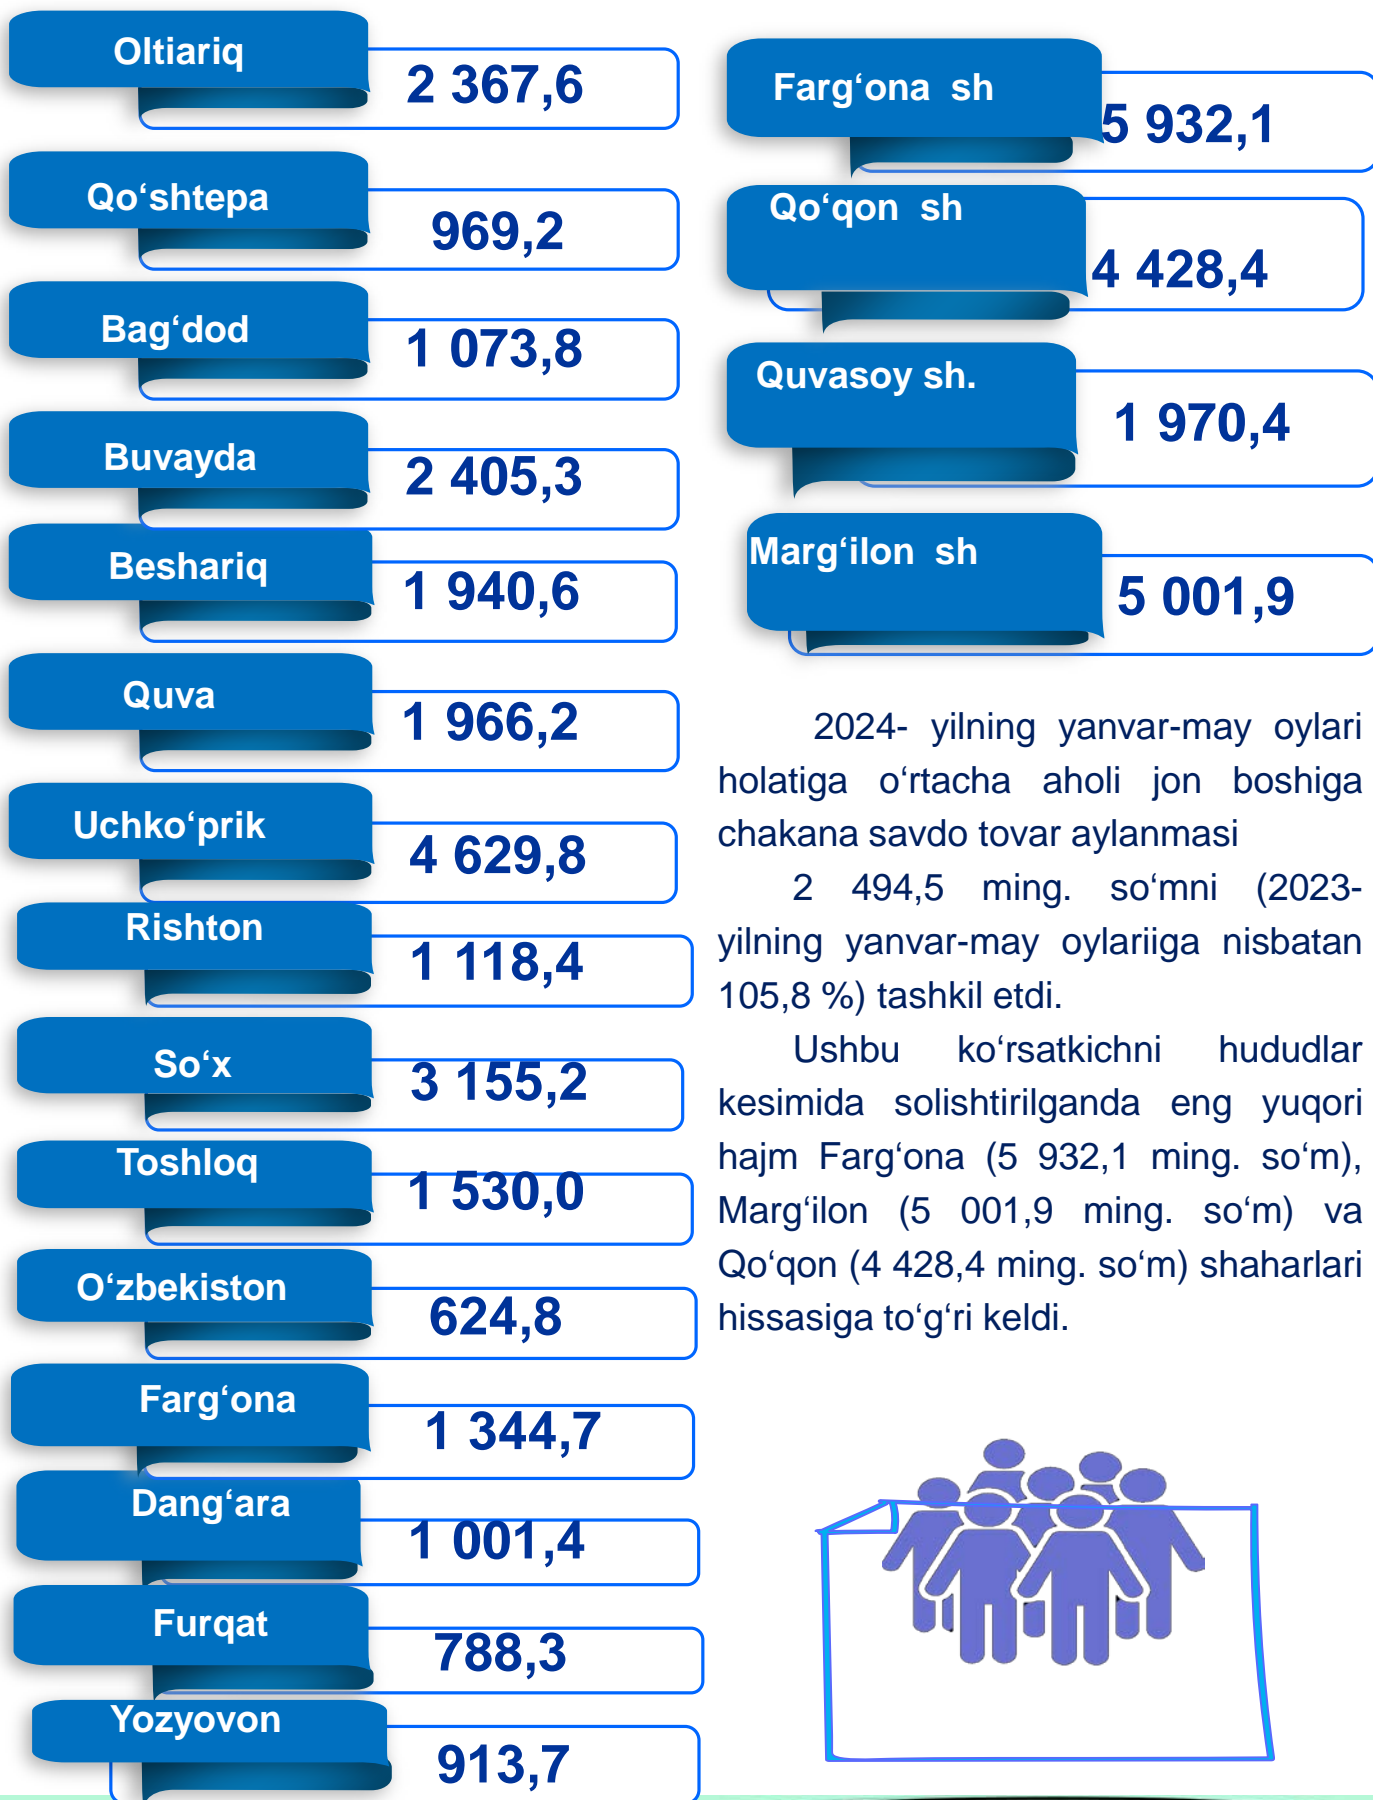 Oltiariq
2 367,6
Qo‘shtepa
969,2
Bag‘dod
1 073,8
Buvayda
2 405,3
Beshariq
1 940,6
Quva
1 966,2
Uchko‘prik
4 629,8
Rishton
1 118,4
So‘x
3 155,2
Toshloq
1 530,0
O‘zbekiston
624,8
Farg‘ona
1 344,7
Dang‘ara
1 001,4
Furqat
788,3
Yozyovon
913,7
Farg‘ona sh
5 932,1
Qo‘qon sh
4 428,4
Quvasoy sh.
1 970,4
Marg‘ilon sh
5 001,9
2024- yilning yanvar-may oylari
holatiga o‘rtacha aholi jon boshiga
chakana savdo tovar aylanmasi
2 494,5 ming. so‘mni (2023-
yilning yanvar-may oylariiga nisbatan
105,8 %) tashkil etdi.
Ushbu ko‘rsatkichni hududlar
kesimida solishtirilganda eng yuqori
hajm Farg‘ona (5 932,1 ming. so‘m),
Marg‘ilon (5 001,9 ming. so‘m) va
Qo‘qon (4 428,4 ming. so‘m) shaharlari
hissasiga to‘g‘ri keldi.